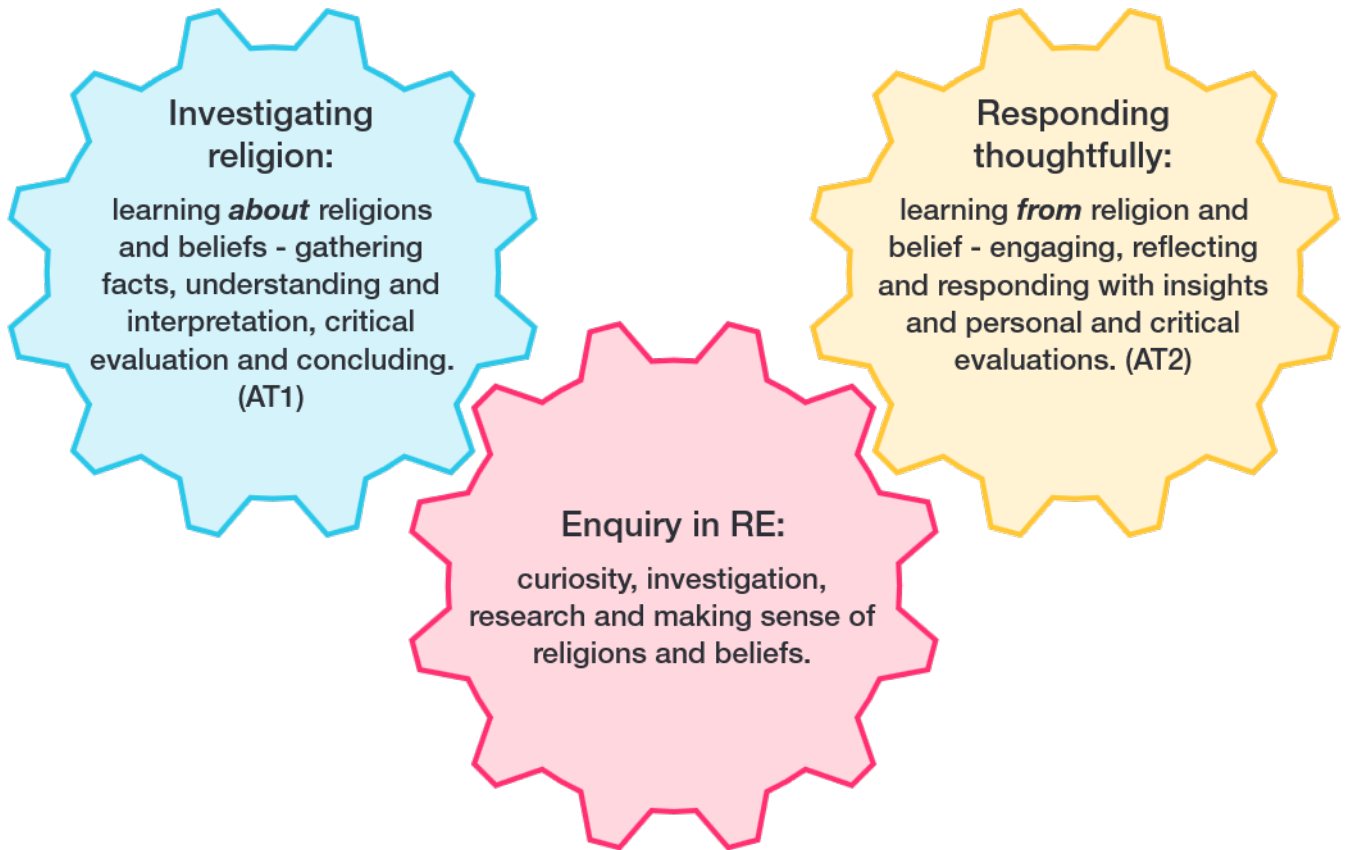 Investigating
religion:
learning about religions
and beliefs - gathering
facts, understanding and
interpretation, critical
evaluation and concluding.
(AT1)
Responding
thoughtfully:
learning from religion and
belief - engaging, reflecting
and responding with insights
and personal and critical
evaluations. (AT2)
Enquiry in RE:
curiosity, investigation,
research and making sense of
religions and beliefs.